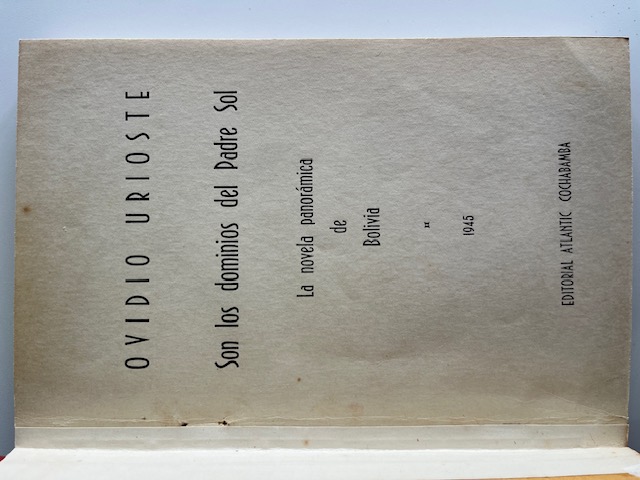 OVIDIO URIOSTE
Son los dominios del Padre Sol
La novela panorámica
de
Bolivia
1945
EDITORIAL ATLANTIC COCHABAMBA